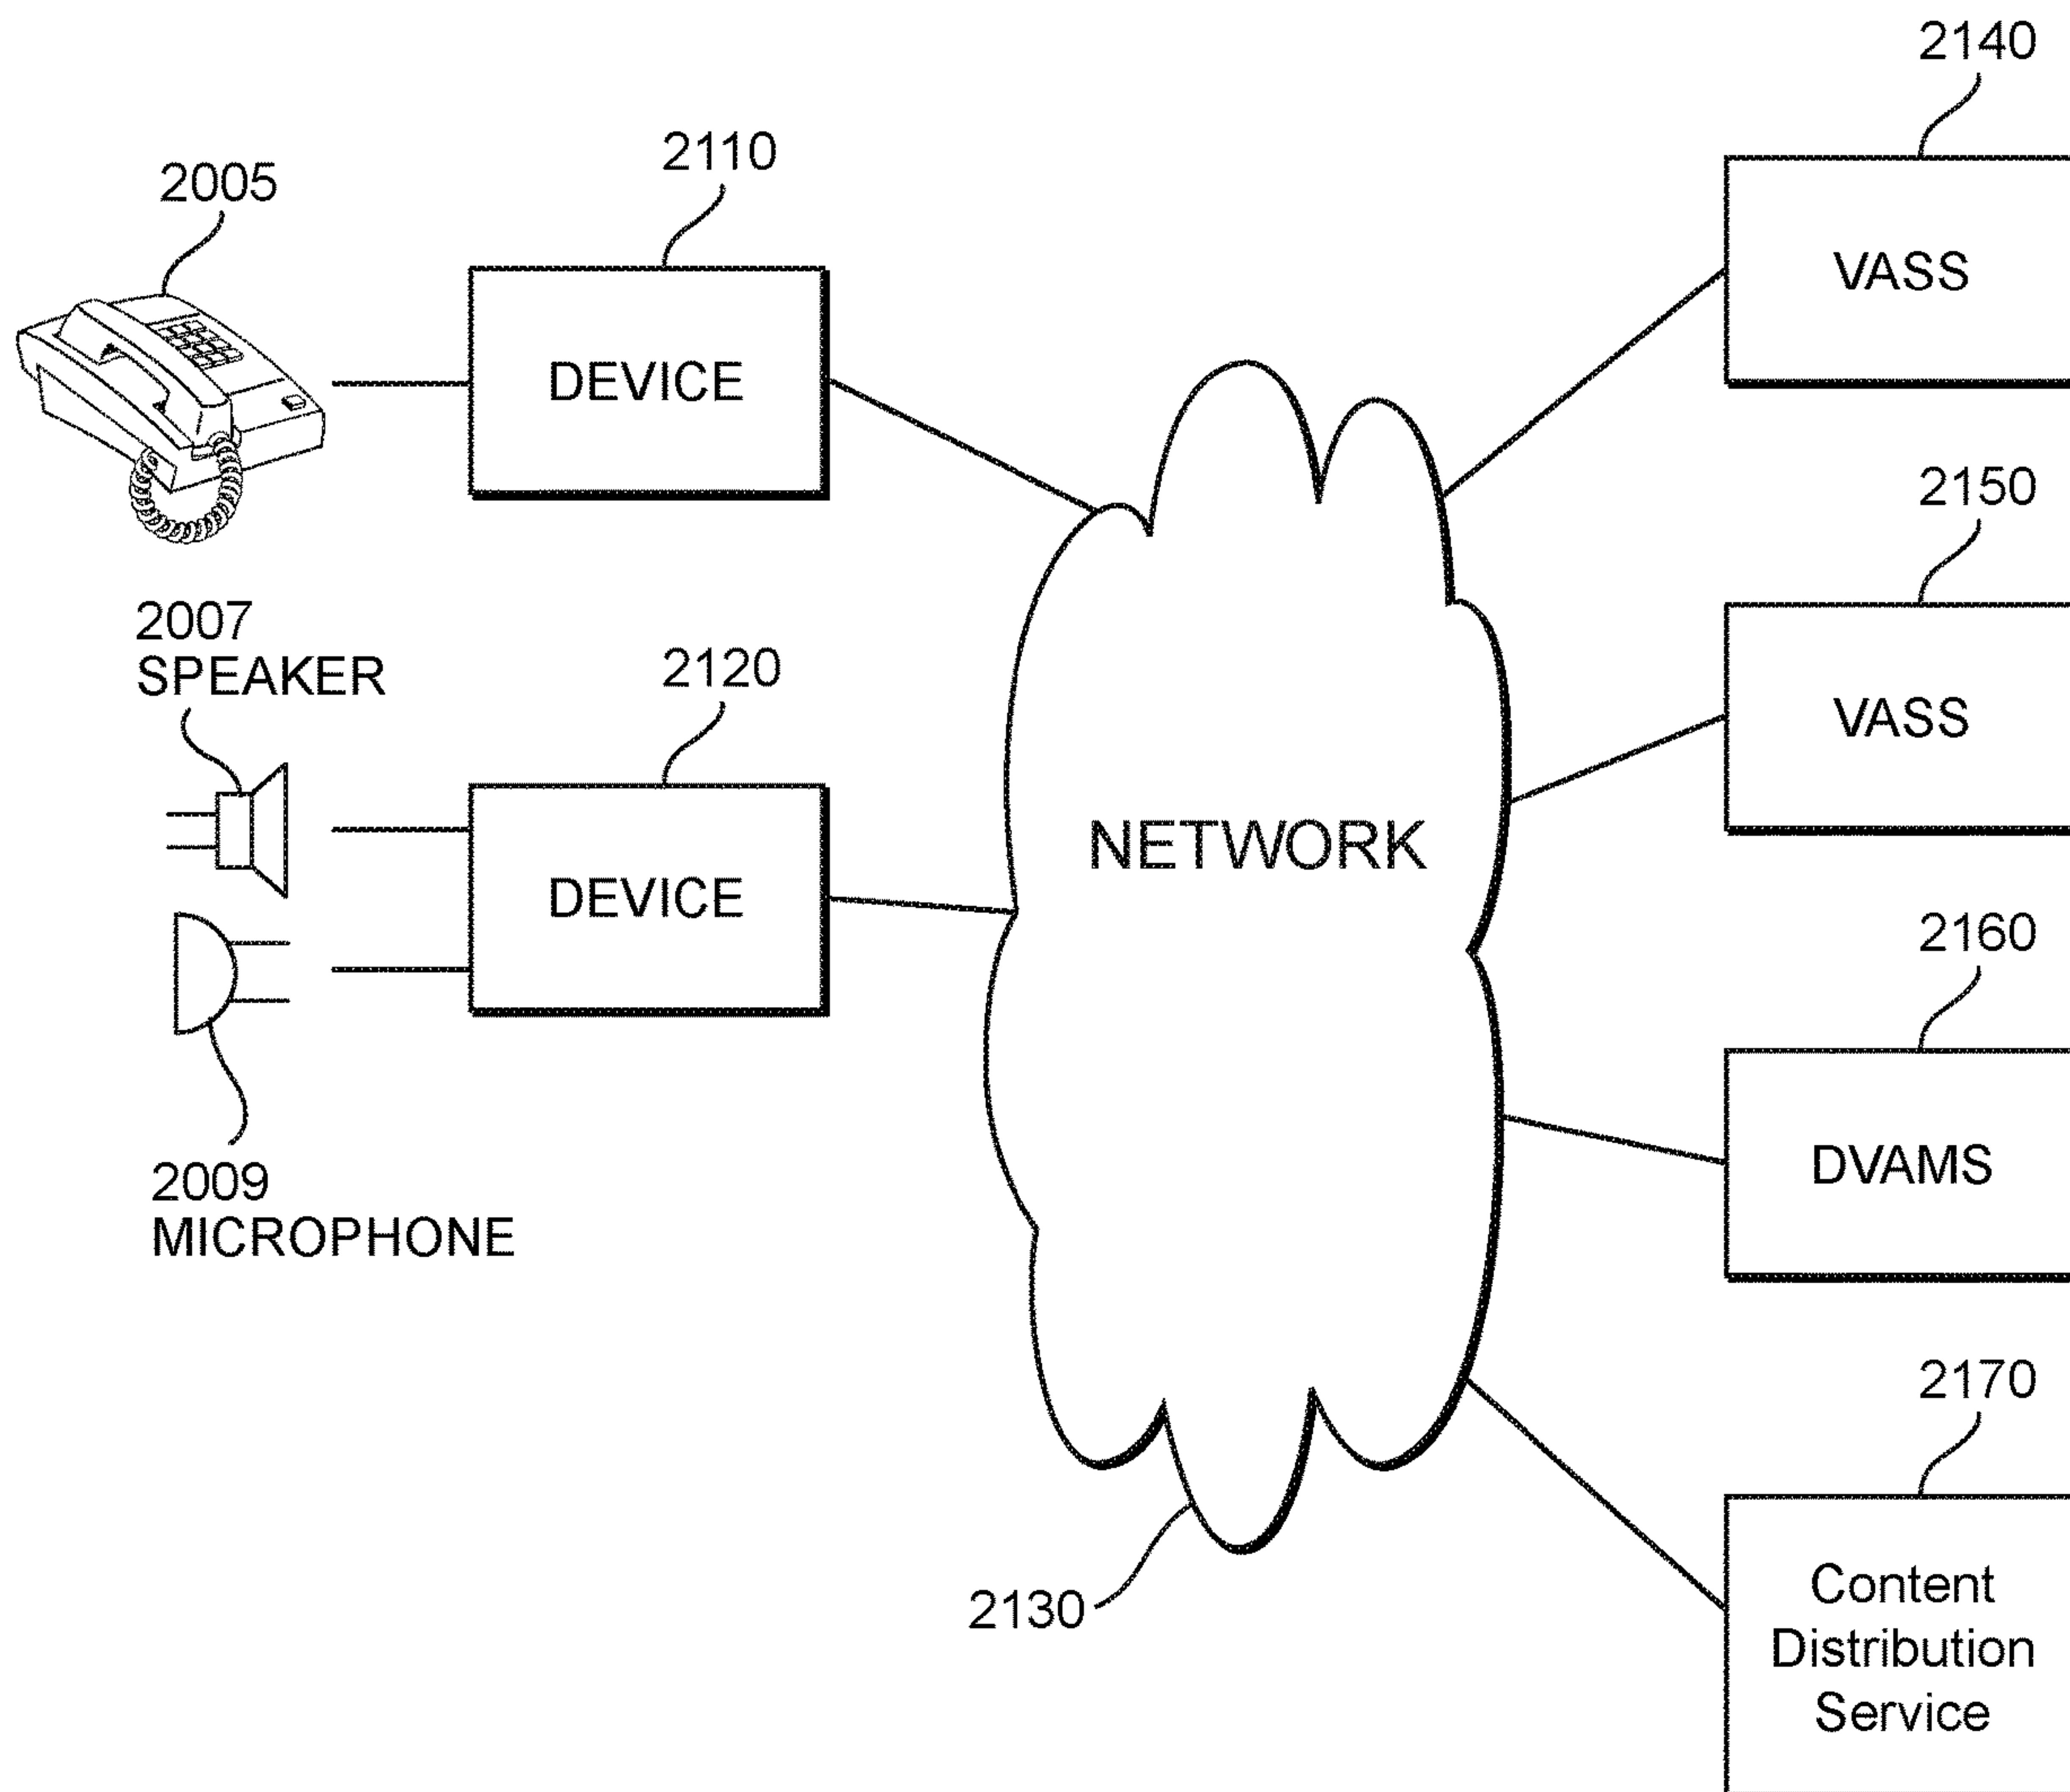 2140
2110
2005
VASS
DEVICE
2150
2007
SPEAKER
2120
VASS
NETWORK
DEVICE
2160
2009
MICROPHONE
DVAMS
2170
2130
Content
Distribution
Service